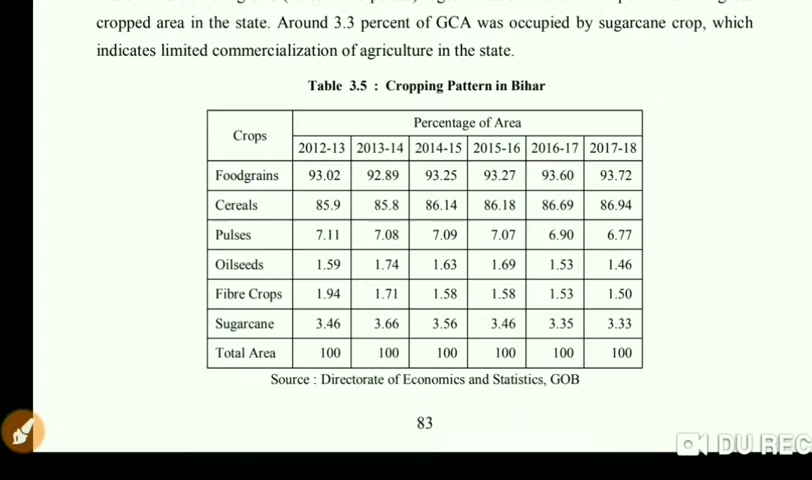 cropped area in the state. Around 3.3 percent of GCA was occupied by sugarcane crop, which
indicates limited commercialization of agriculture in the state.
Table 3.5 : Cropping Pattern in Bihar
Crops Percentage of Area
2012-13 2013-14 2014-15 2015-16 2016-17 2017-18
Foodgrains 93.02 92.89 93.25 93.27 93.60 93.72
Cereals 85.9 85.8 86.14 86.18 86.69 86.94
Pulses 7.11 7.08 7.09 7.07 6.90 6.77
Oilseeds 1.59 1.74 1.63 1.69 1.53 1.46
Fibre Crops 1.94 1.71 1.58 1.58 1.53 1.50
Sugarcane 3.46 3.66 3.56 3.46 3.35 3.33
Total Area 100 100 100 100 100 100
Source : Directorate of Economics and Statistics, GOB
83
DU REC